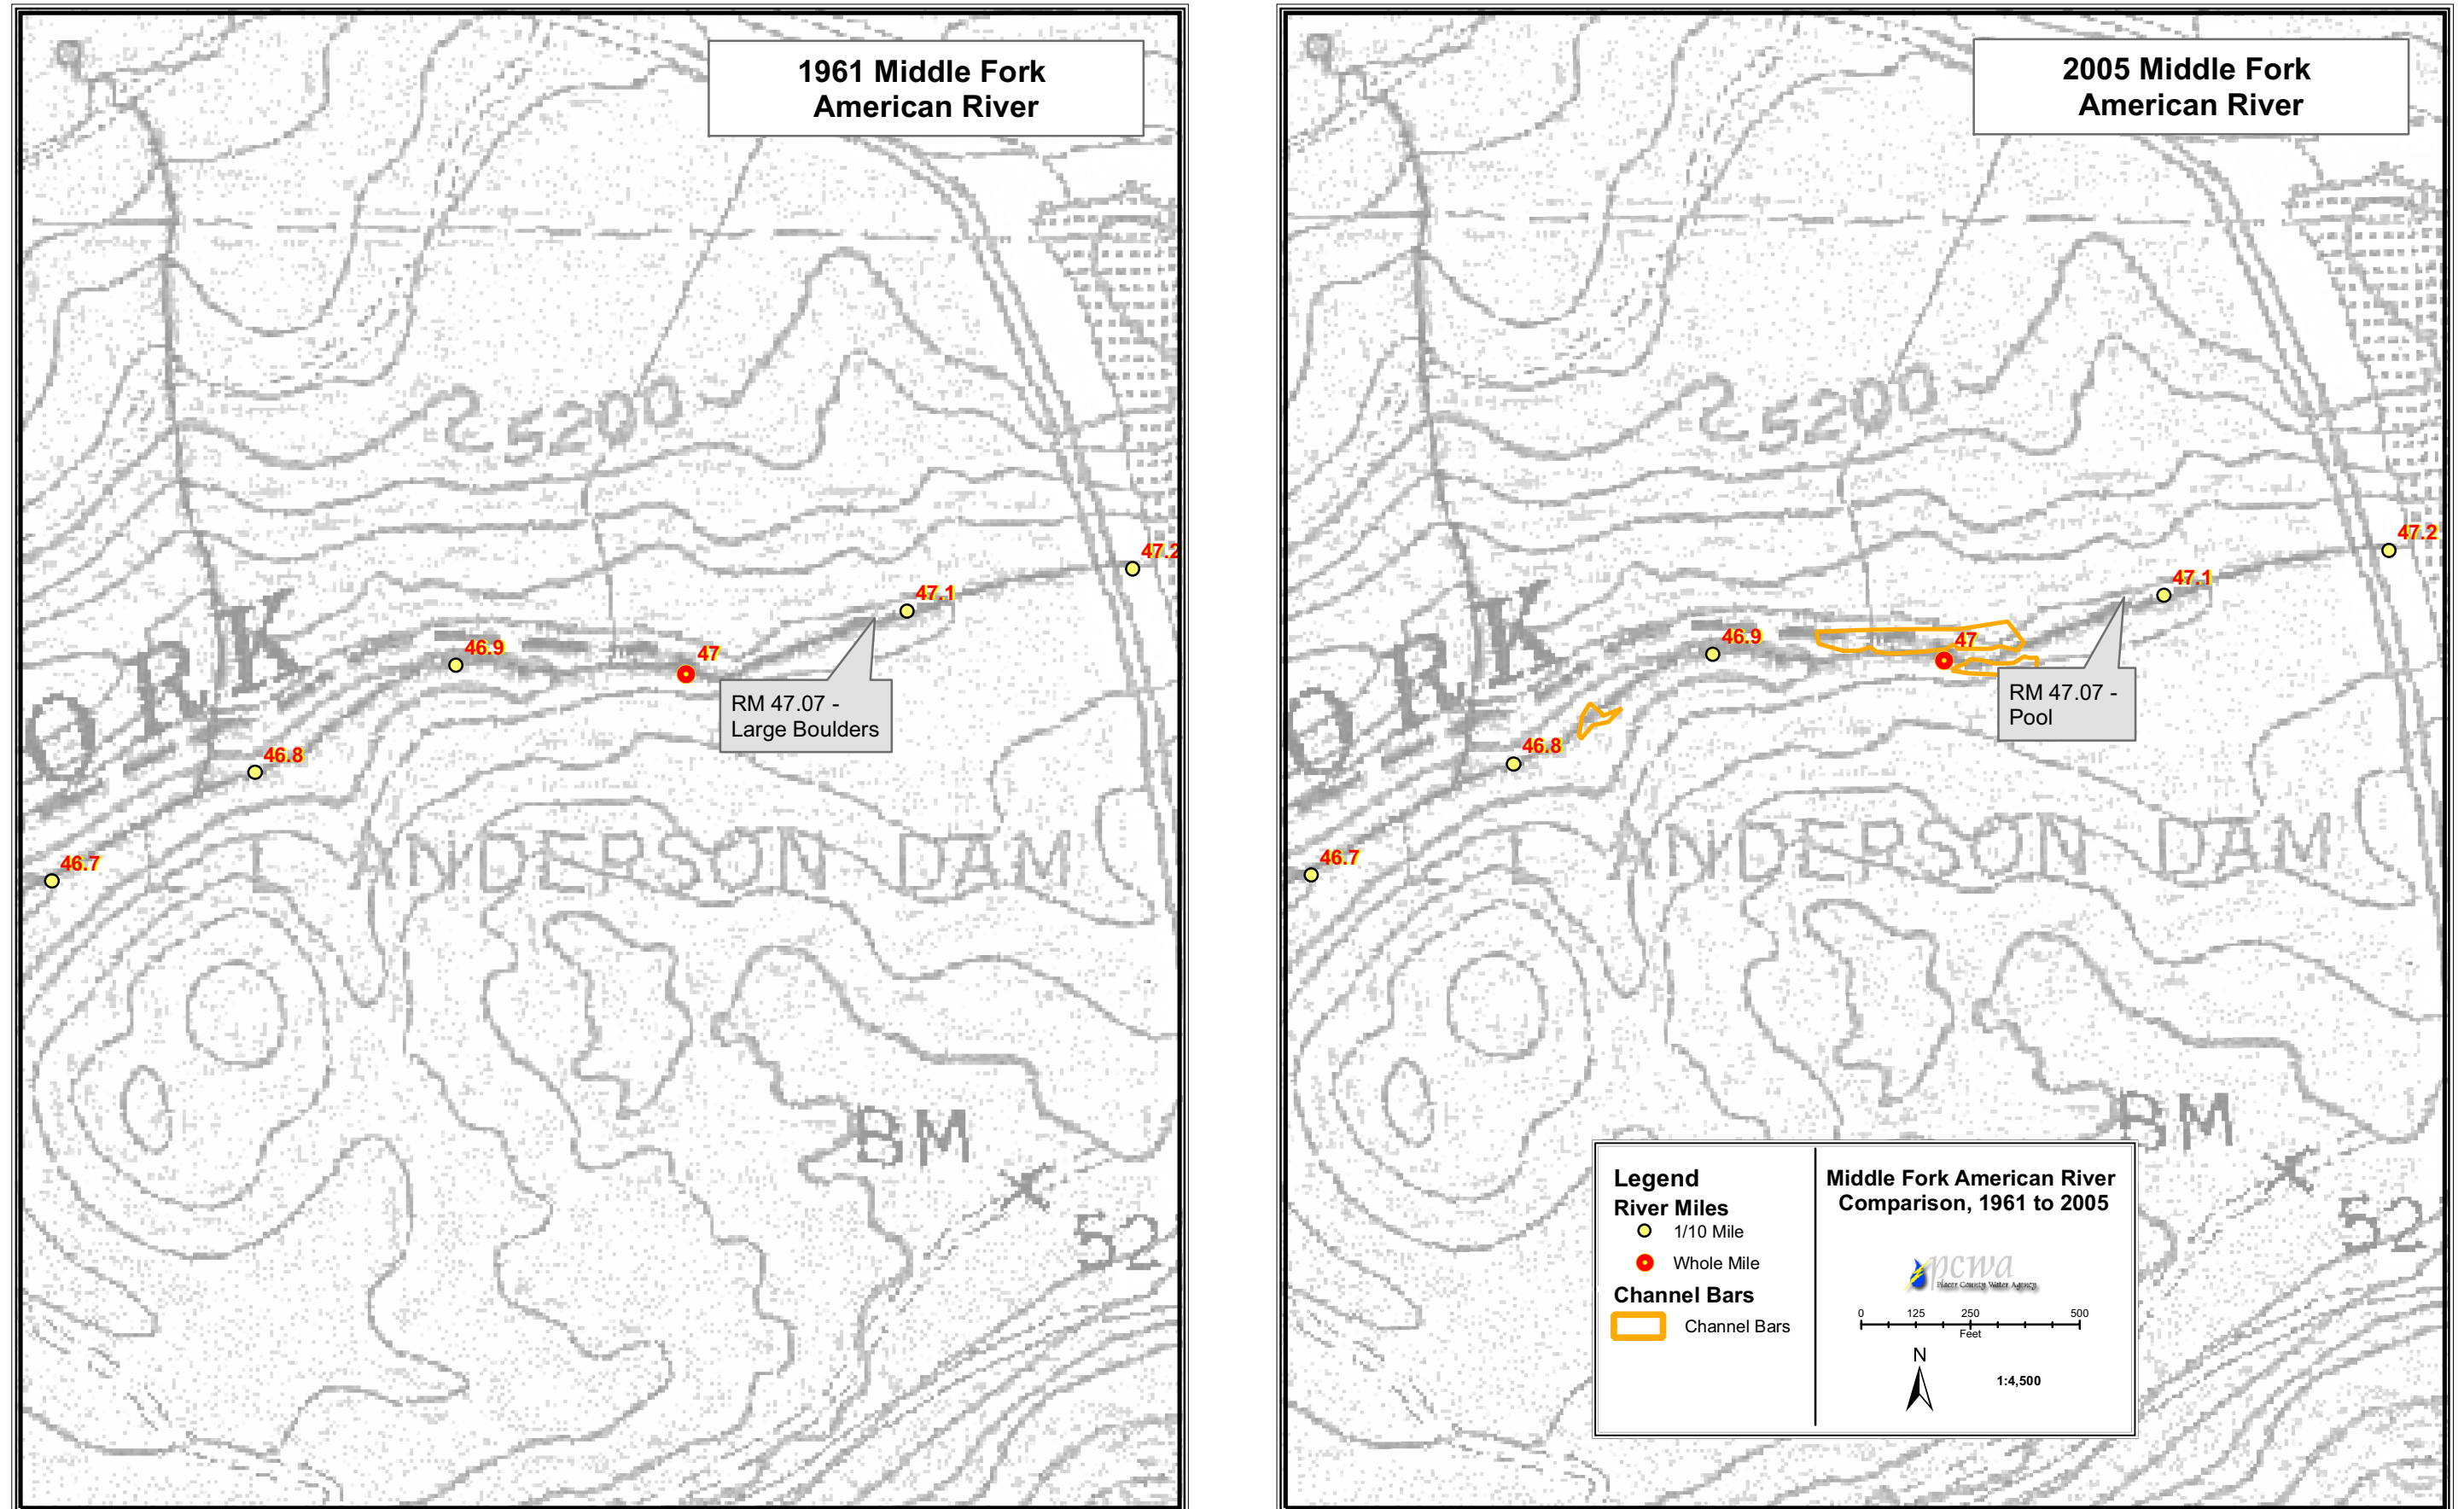 1961 Middle Fork
American River
5200
47.2
47.1
46.9
47
ORK
RM 47.07 -
Large Boulders
46.8
L ANDERSON DAM
46.7
BM
52
2005 Middle Fork
American River
5200
47.2
47.1
46.9
47
ORK
RM 47.07 -
Pool
46.8
L ANDERSON DAM
46.7
BM
52
Legend
River Miles
1/10 Mile
Whole Mile
Channel Bars
Channel Bars
Middle Fork American River
Comparison, 1961 to 2005
pcwa
Placer County Water Agency
0 125 250 500
Feet
N
1:4,500